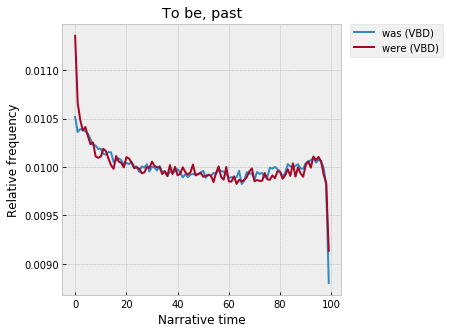 To be, past
was (VBD)
were (VBD)
Relative frequency
0.0110
0.0105
0.0100
0.0095
0.0090
0 20 40 60 80 100
Narrative time